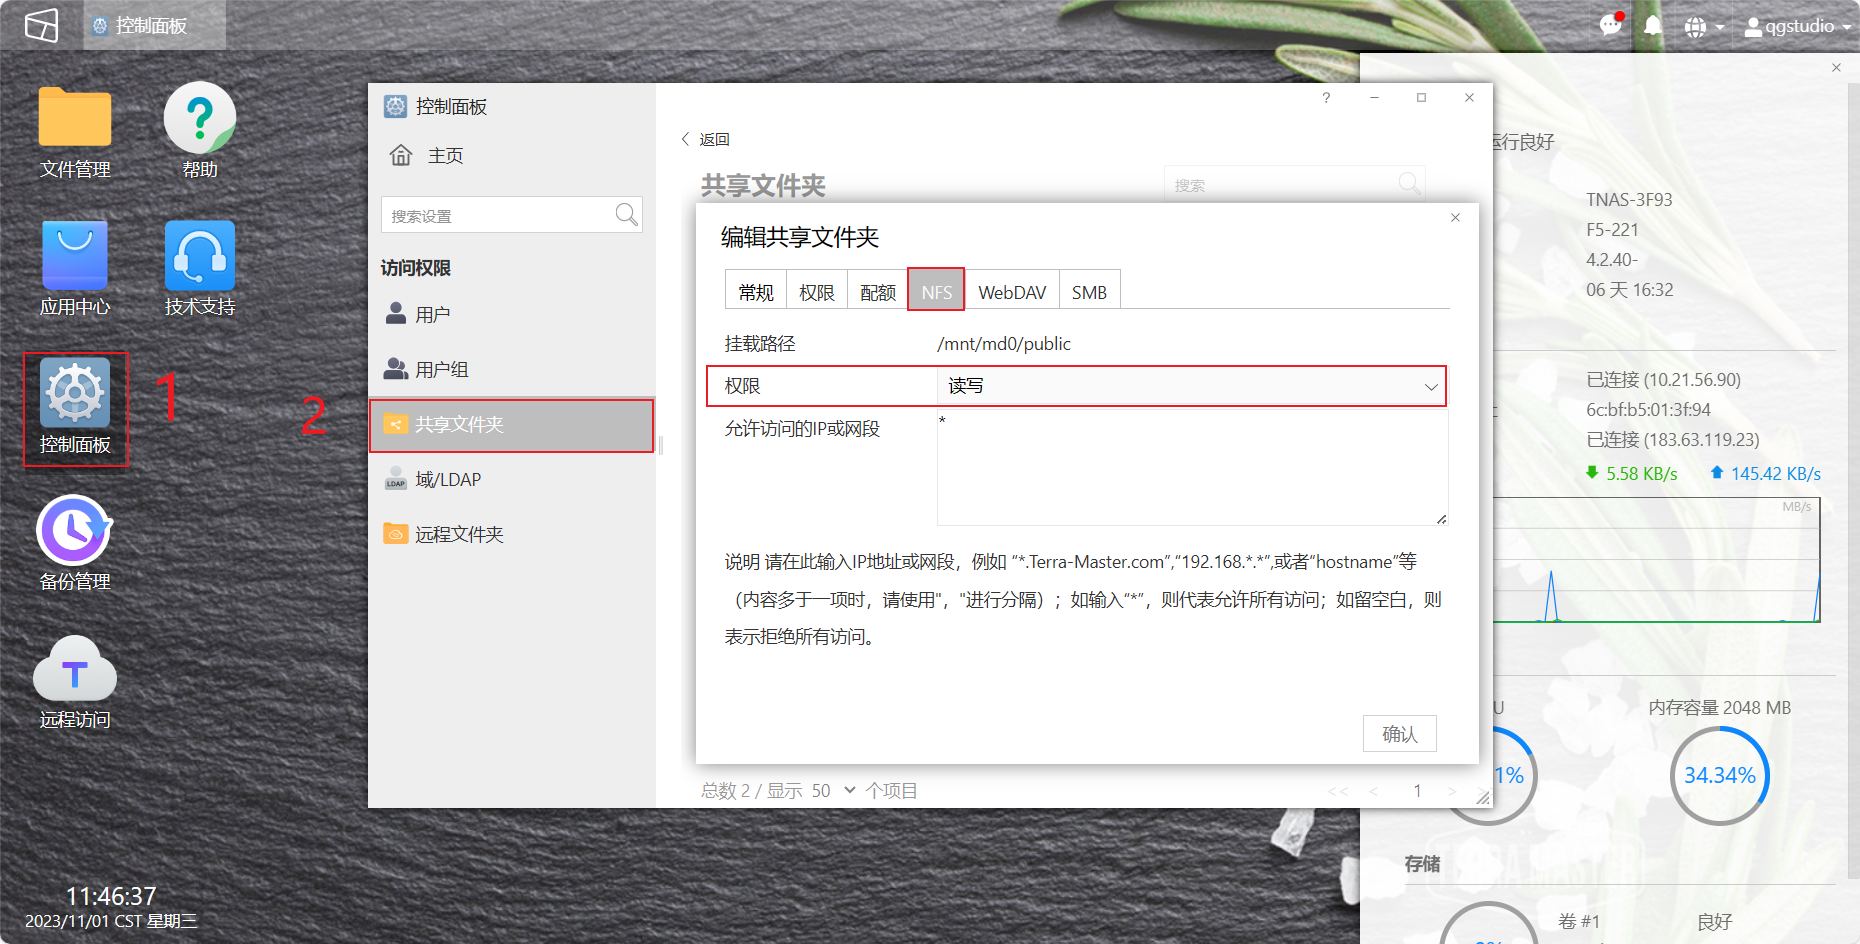 控制面板
qgstudio
文件管理
帮助
应用中心
技术支持
控制面板
1
备份管理
T
远程访问
11:46:37
2023/11/01 CST 星期三
2
控制面板
主页
搜索设置
访问权限
用户
用户组
共享文件夹
LDAP
域/LDAP
远程文件夹
?
返回
共享文件夹
搜索
编辑共享文件夹
常规
权限
配额
NFS
WebDAV
SMB
挂载路径
/mnt/md0/public
权限
读写
允许访问的IP或网段
*
说明 请在此输入IP地址或网段，例如 “*.Terra-Master.com”,“192.168.*.*”,或者“hostname”等
（内容多于一项时，请使用"，"进行分隔）；如输入“*”，则代表允许所有访问；如留空白，则
表示拒绝所有访问。
确认
总数 2 / 显示 50 个项目
<< < 1 >
运行良好
TNAS-3F93
F5-221
4.2.40-
06 天 16:32
已连接 (10.21.56.90)
6c:bf:b5:01:3f:94
已连接 (183.63.119.23)
5.58 KB/s
145.42 KB/s
MB/s
U
内存容量 2048 MB
1%
34.34%
存储
TERRA MASTER
卷 #1
良好